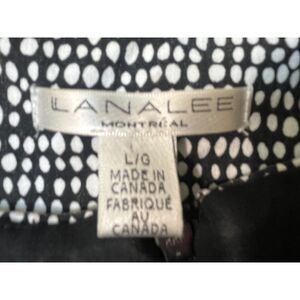 LANALEE
MONTRÉAL
L/G
MADE IN
CANADA
FABRIQUÉ
AU
CANADA